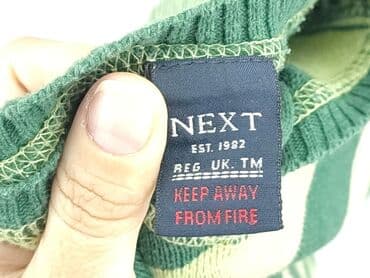 NEXT
EST. 1982
REG UK. TM
KEEP AWAY
FROM FIRE